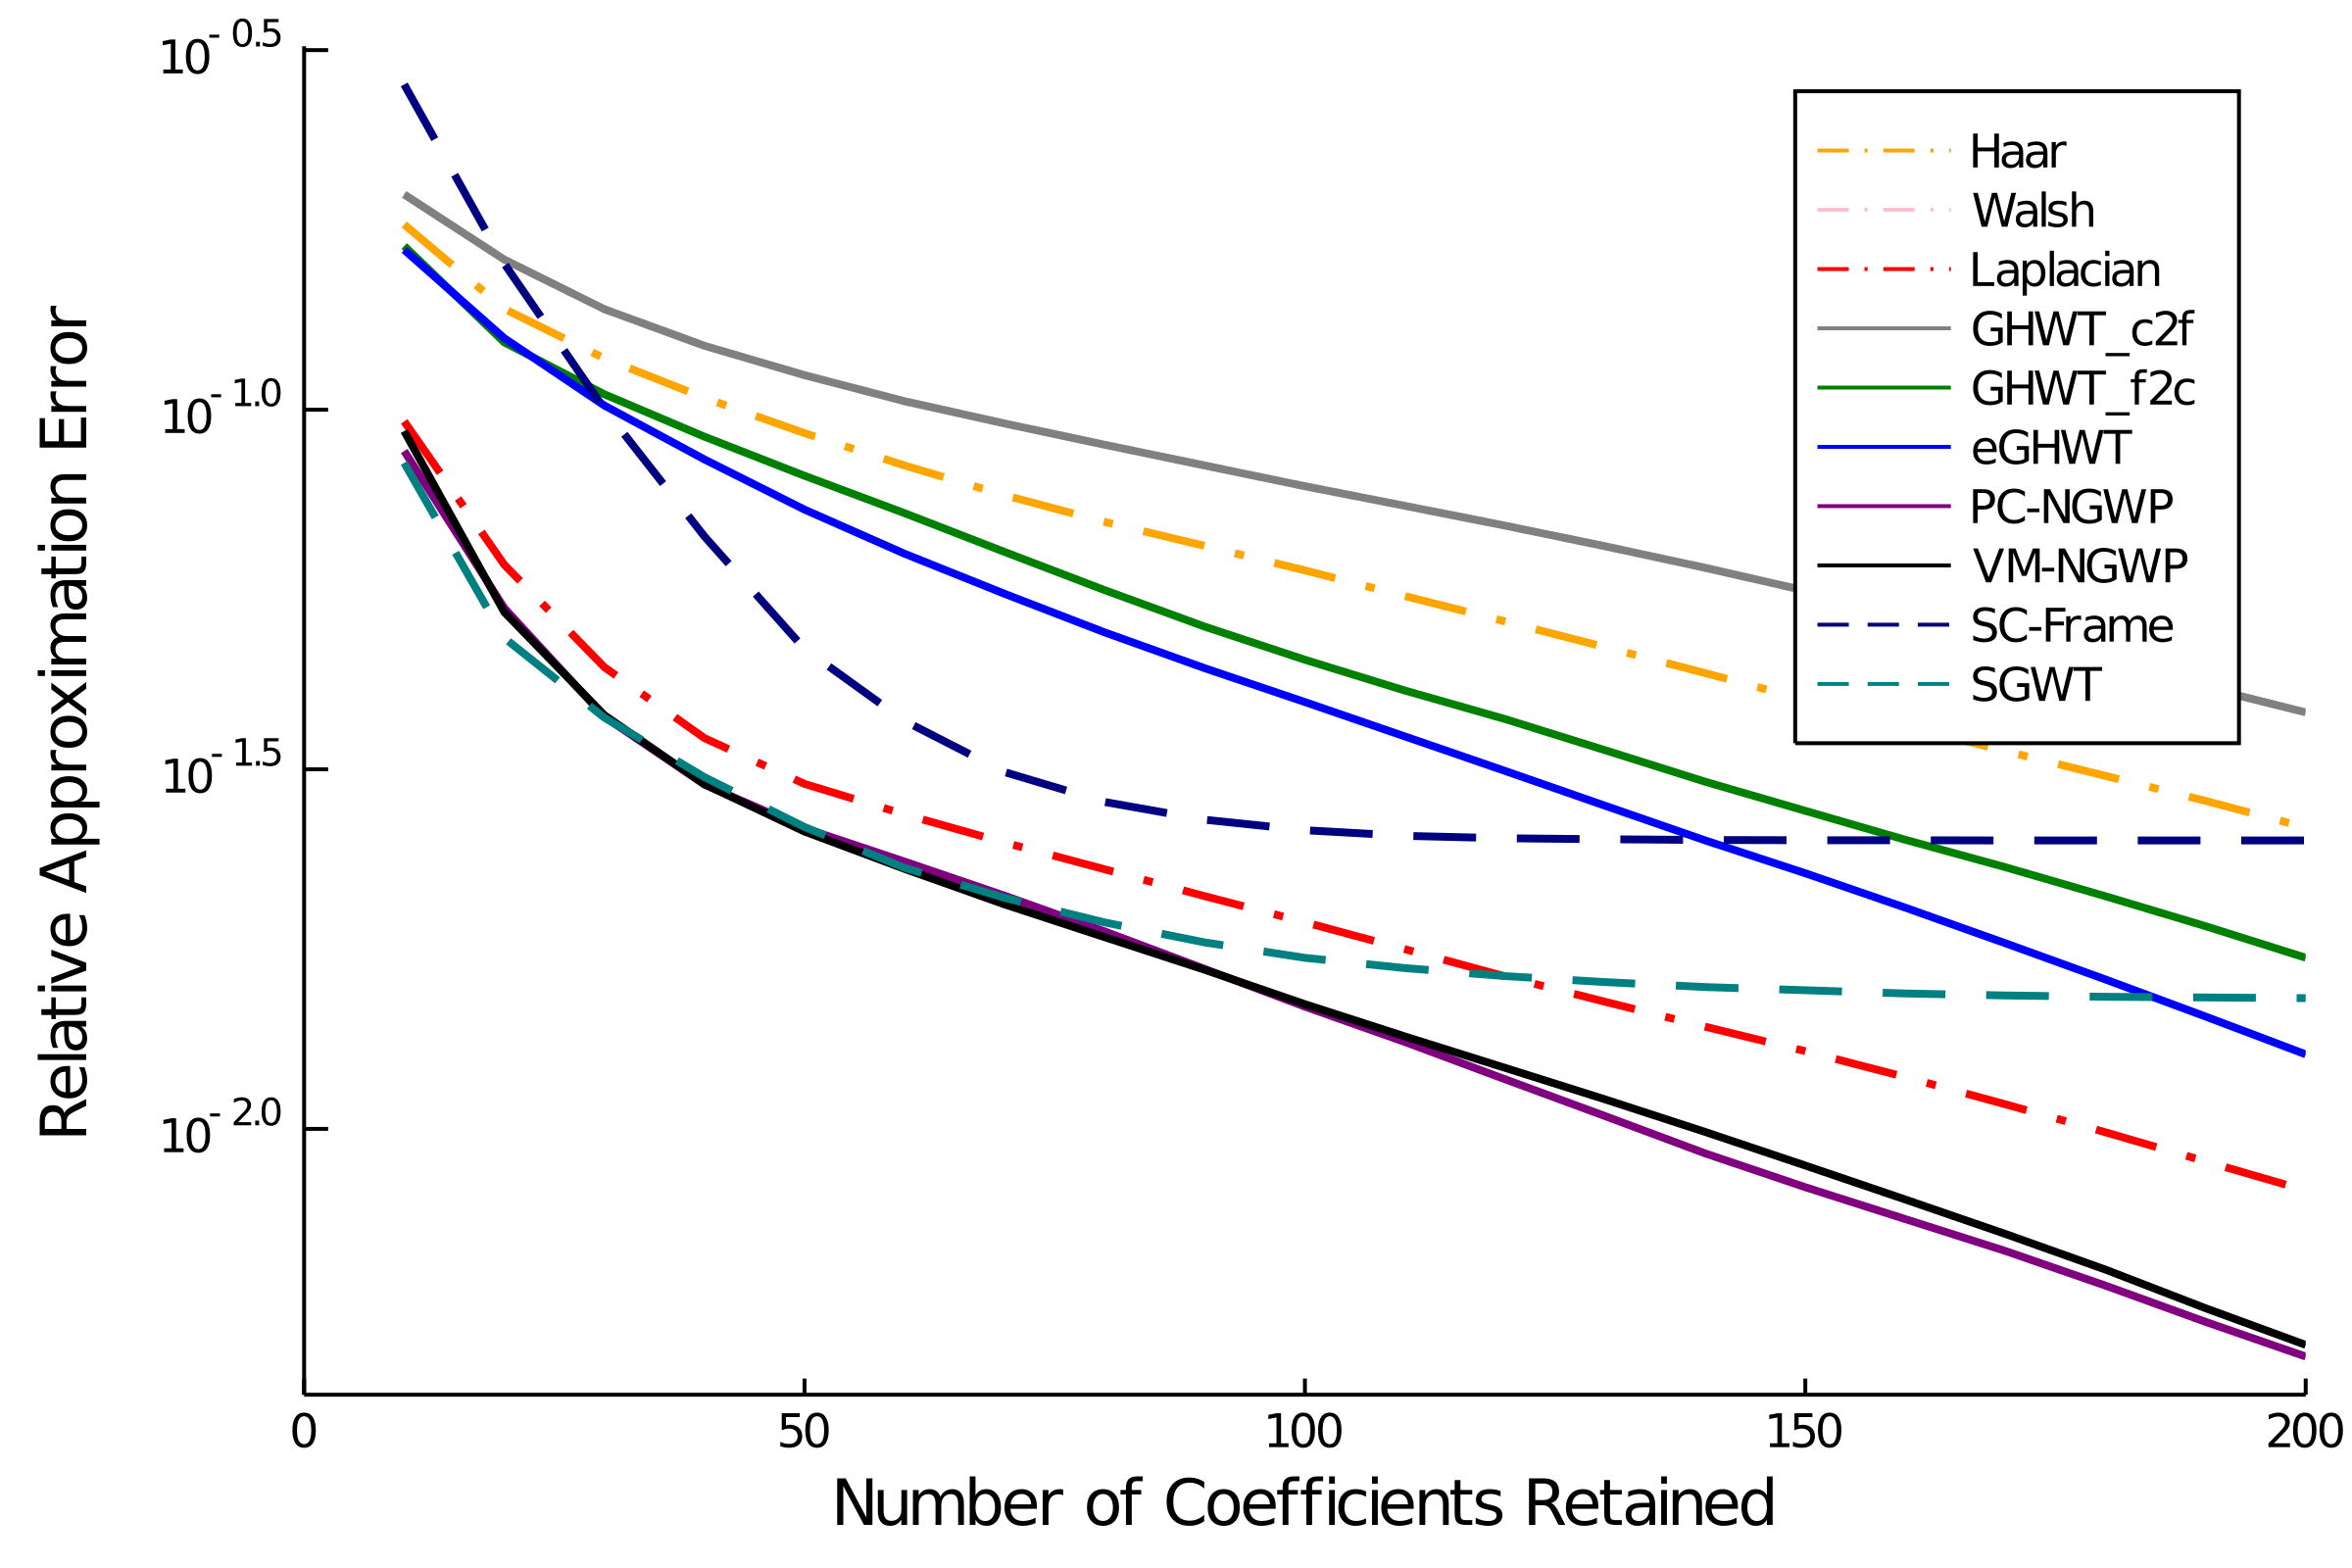 Relative Approximation Error
10^-0.5
10^-1.0
10^-1.5
10^-2.0
Haar
Walsh
Laplacian
GHWT_c2f
GHWT_f2c
eGHWT
PC-NGWP
VM-NGWP
SC-Frame
SGWT
0 50 100 150 200
Number of Coefficients Retained